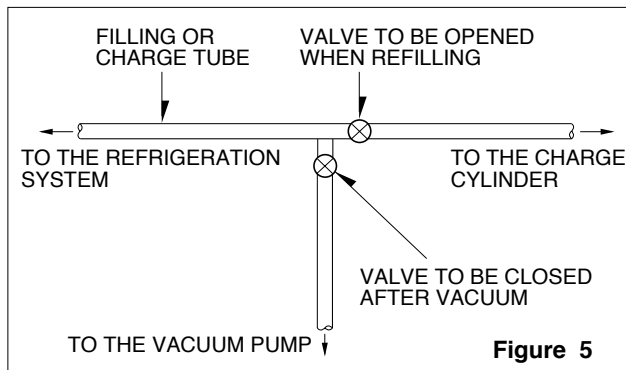 FILLING OR
CHARGE TUBE
VALVE TO BE OPENED
WHEN REFILLING
TO THE REFRIGERATION
SYSTEM
TO THE CHARGE
CYLINDER
VALVE TO BE CLOSED
AFTER VACUUM
TO THE VACUUM PUMP
Figure 5